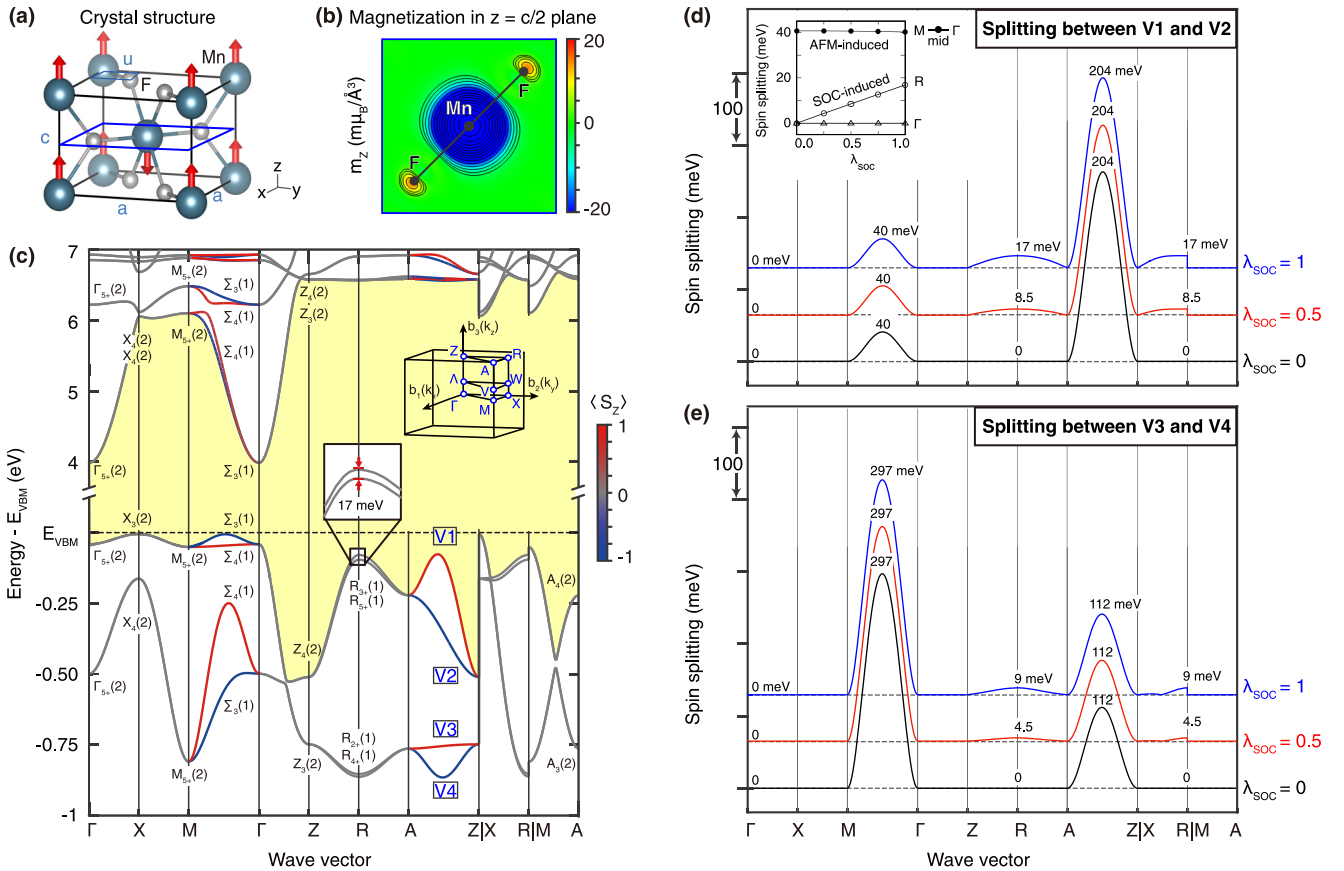 (a) Crystal structure
u
F
Mn
c
a
a
z
x
y
(b) Magnetization in z = c/2 plane
m_Z (mμ_B/Å³)
F
Mn
F
20
10
0
-10
-20
(c)
Energy - E_VBM (eV)
7
6
5
4
E_VBM
-0.25
-0.50
-0.75
-1
Γ5+(2)
X4(2)
X4(2)
M5+(2)
M5+(2)
Σ3(1)
Σ4(1)
Σ4(1)
Z4(2)
Z3(2)
Γ5+(2)
Σ3(1)
X3(2)
Σ3(1)
Γ5+(2)
M5+(2)
Σ4(1)
Σ4(1)
X4(2)
Γ5+(2)
Σ3(1)
M5+(2)
Z4(2)
Z3(2)
17 meV
R3+(1)
R5+(1)
R2+(1)
R4+(1)
V1
V2
V3
V4
A4(2)
A3(2)
b3(kz)
b1(kx)
b2(ky)
Z
R
A
Λ
W
V
Γ
M
X
⟨ S_Z ⟩
1
0
-1
Γ X M Γ Z R A Z|X R|M A
Wave vector
(d)
Splitting between V1 and V2
Spin splitting (meV)
100
Spin splitting (meV)
40
20
0
AFM-induced
SOC-induced
M Γ
mid
R
Γ
0.0 0.5 1.0
λ_SOC
204 meV
204
204
40 meV
40
40
17 meV
8.5
0
17 meV
8.5
0
0 meV
0
0
λ_SOC = 1
λ_SOC = 0.5
λ_SOC = 0
Γ X M Γ Z R A Z|X R|M A
(e)
Splitting between V3 and V4
Spin splitting (meV)
100
297 meV
297
297
112 meV
112
112
9 meV
4.5
0
9 meV
4.5
0
0 meV
0
0
λ_SOC = 1
λ_SOC = 0.5
λ_SOC = 0
Γ X M Γ Z R A Z|X R|M A
Wave vector